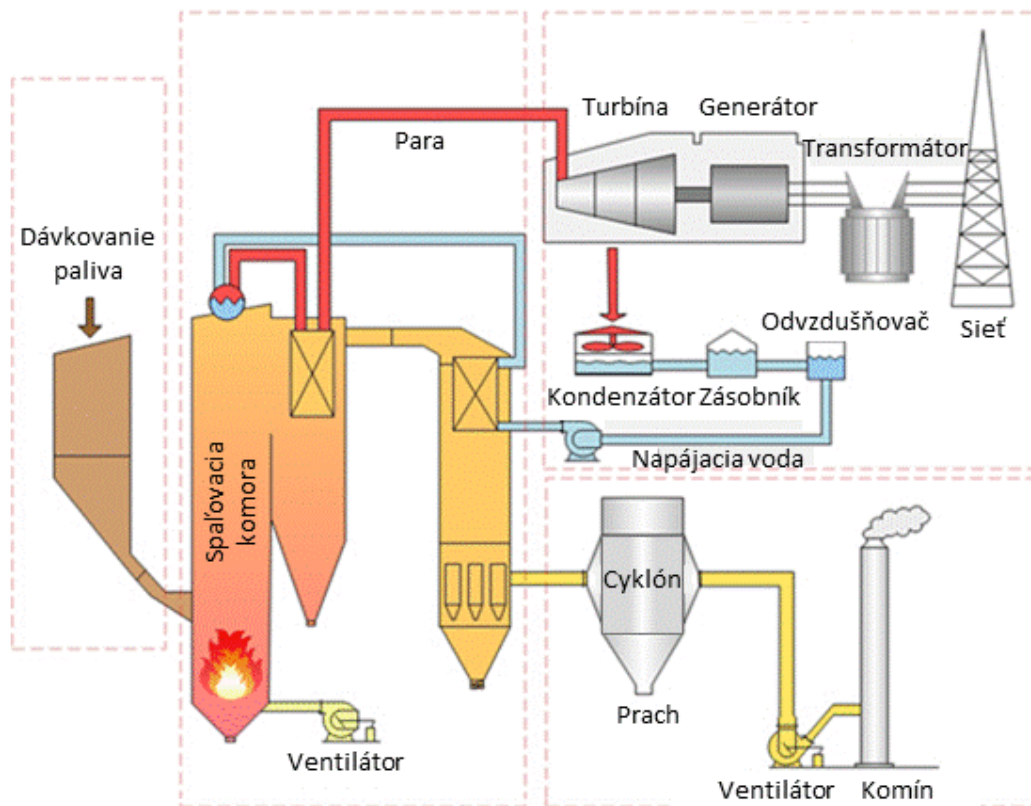 Turbína
Generátor
Para
Transformátor
Dávkovanie
paliva
Odvzdušňovač
Sieť
Kondenzátor
Zásobník
Napájacia voda
Spaľovacia
komora
Cyklón
Prach
Ventilátor
Ventilátor
Komín